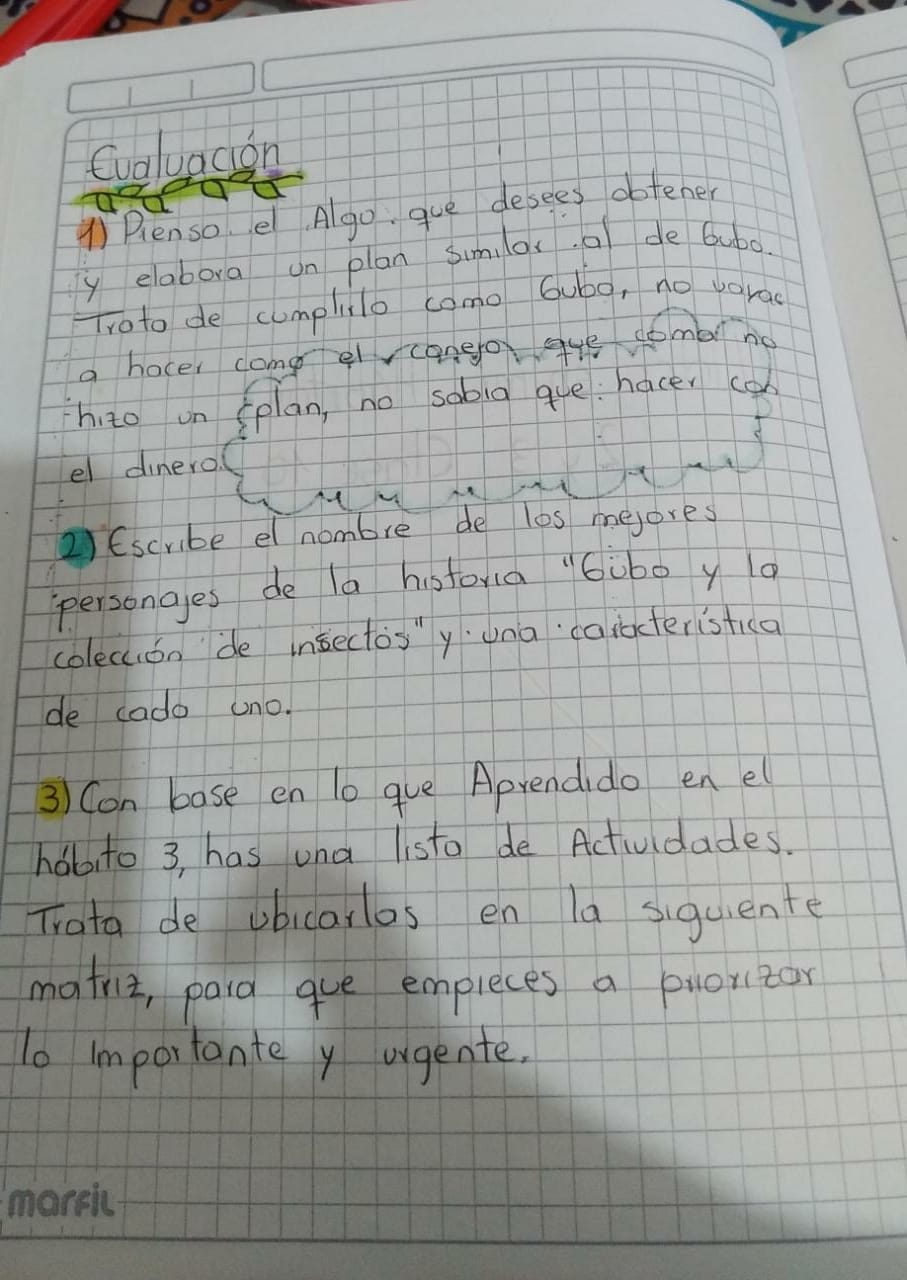 Evaluación
1) Piensa el Algo que desees obtener
y elabora un plan similar al de Gubo.
Trata de cumplirlo como Gubo, no vayas
a hacer como el conejo que como no
hizo un plan, no sabia que hacer con
el dinero.
2) Escribe el nombre de los mejores
personajes de la historia "Gubo y la
colección de insectos" y una característica
de cada uno.
3) Con base en lo que Aprendido en el
hábito 3, has una lista de Actividades.
Trata de ubicarlas en la siguiente
matriz, para que empieces a priorizar
lo importante y urgente.
marfil